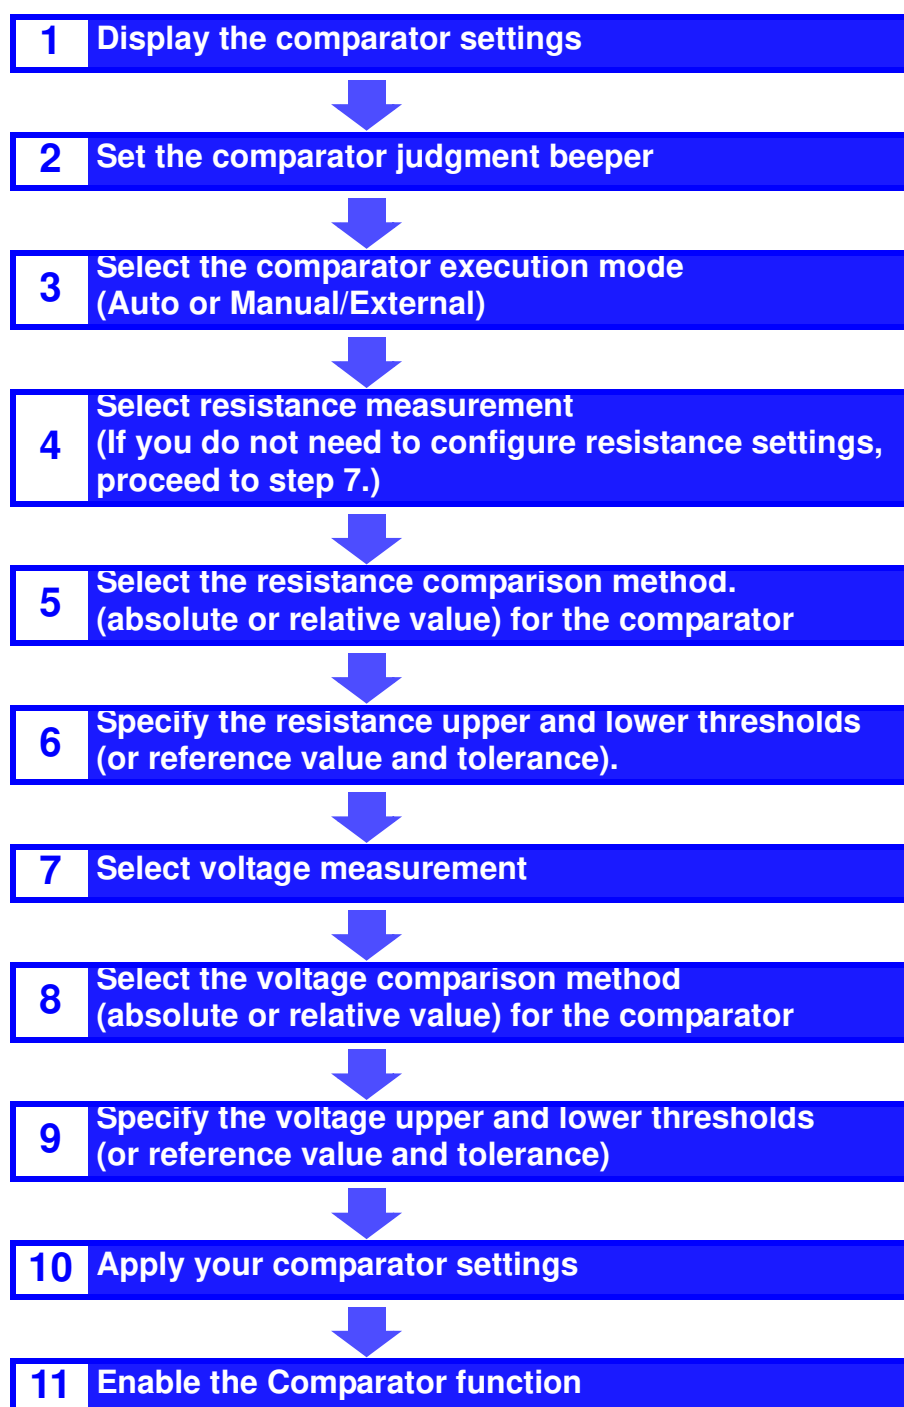 1 Display the comparator settings
2 Set the comparator judgment beeper
3 Select the comparator execution mode
(Auto or Manual/External)
4 Select resistance measurement
(If you do not need to configure resistance settings,
proceed to step 7.)
5 Select the resistance comparison method.
(absolute or relative value) for the comparator
6 Specify the resistance upper and lower thresholds
(or reference value and tolerance).
7 Select voltage measurement
8 Select the voltage comparison method
(absolute or relative value) for the comparator
9 Specify the voltage upper and lower thresholds
(or reference value and tolerance)
10 Apply your comparator settings
11 Enable the Comparator function